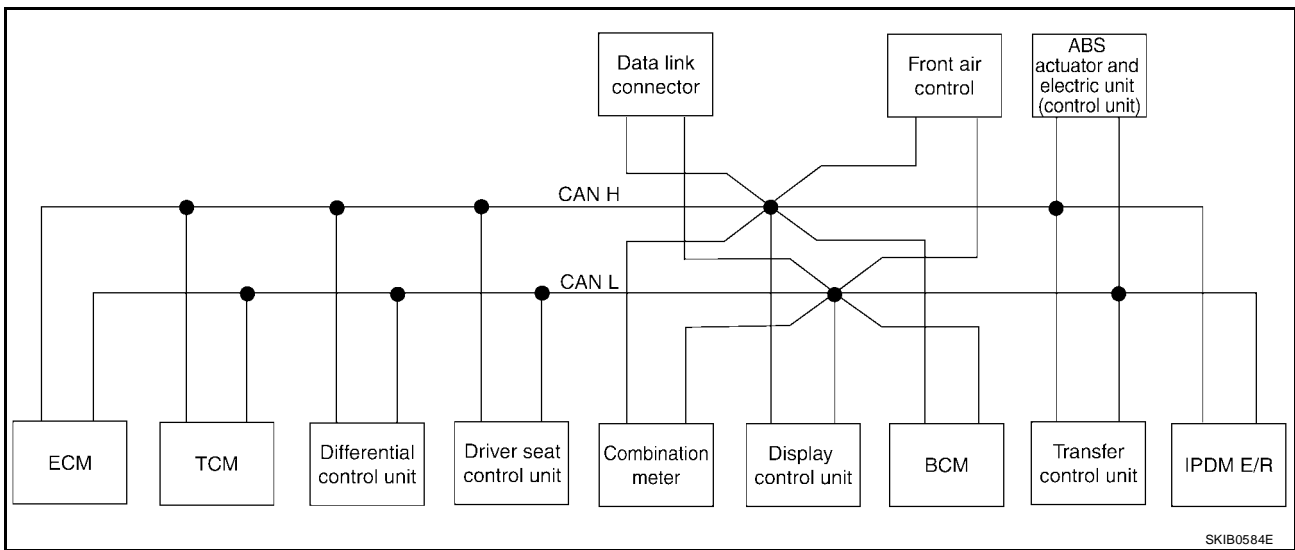 Data link
connector
Front air
control
ABS
actuator and
electric unit
(control unit)
CAN H
CAN L
ECM
TCM
Differential
control unit
Driver seat
control unit
Combination
meter
Display
control unit
BCM
Transfer
control unit
IPDM E/R
SKIB0584E